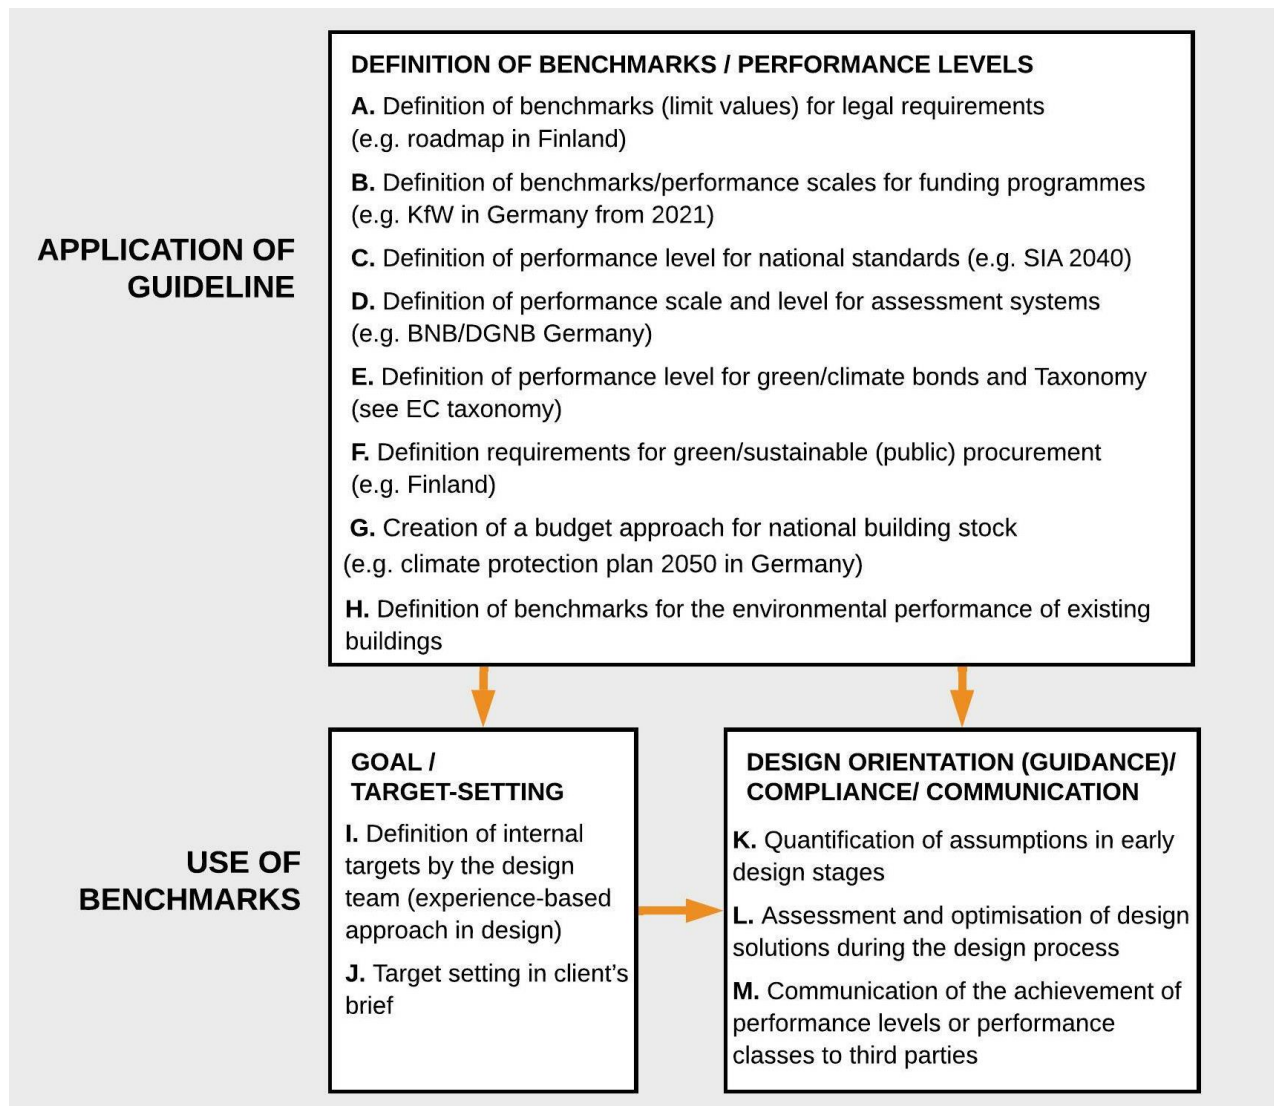 DEFINITION OF BENCHMARKS / PERFORMANCE LEVELS
A. Definition of benchmarks (limit values) for legal requirements
(e.g. roadmap in Finland)
B. Definition of benchmarks/performance scales for funding programmes
(e.g. KfW in Germany from 2021)
C. Definition of performance level for national standards (e.g. SIA 2040)
D. Definition of performance scale and level for assessment systems
(e.g. BNB/DGNB Germany)
E. Definition of performance level for green/climate bonds and Taxonomy
(see EC taxonomy)
F. Definition requirements for green/sustainable (public) procurement
(e.g. Finland)
G. Creation of a budget approach for national building stock
(e.g. climate protection plan 2050 in Germany)
H. Definition of benchmarks for the environmental performance of existing
buildings
APPLICATION OF
GUIDELINE
USE OF
BENCHMARKS
GOAL /
TARGET-SETTING
I. Definition of internal
targets by the design
team (experience-based
approach in design)
J. Target setting in client’s
brief
DESIGN ORIENTATION (GUIDANCE)/
COMPLIANCE/ COMMUNICATION
K. Quantification of assumptions in early
design stages
L. Assessment and optimisation of design
solutions during the design process
M. Communication of the achievement of
performance levels or performance
classes to third parties